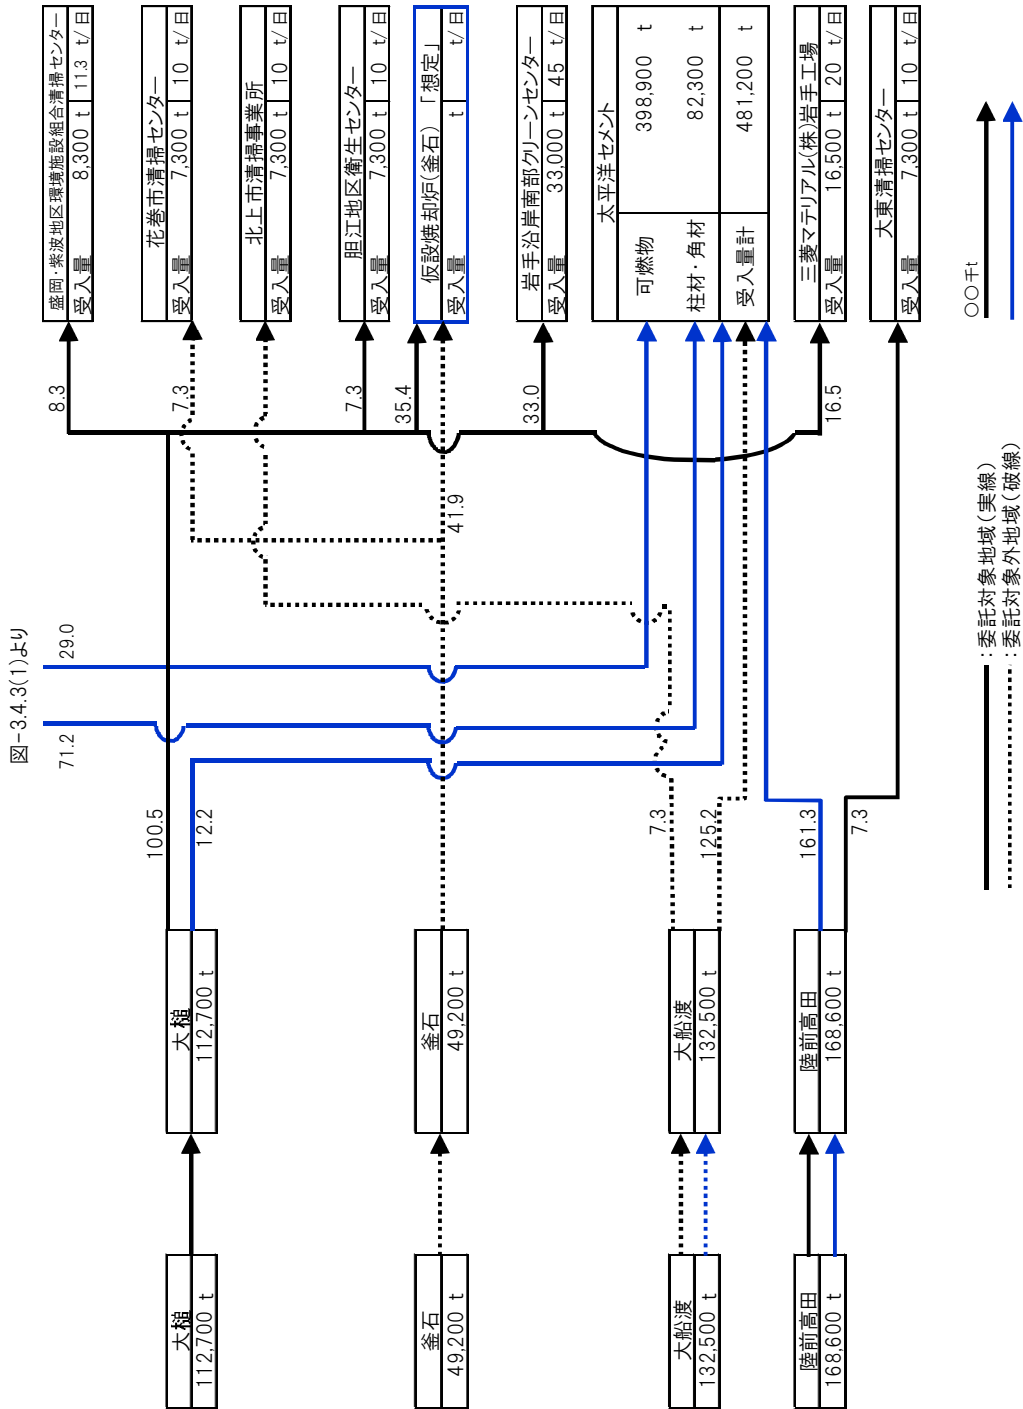 図-3.4.3(1)より
71.2
29.0
大槌
112,700 t
釜石
49,200 t
大船渡
132,500 t
陸前高田
168,600 t
大槌
112,700 t
釜石
49,200 t
大船渡
132,500 t
陸前高田
168,600 t
100.5
12.2
7.3
125.2
161.3
7.3
41.9
8.3
7.3
7.3
35.4
33.0
16.5
盛岡・紫波地区環境施設組合清掃センター
受入量 8,300 t 11.3 t/日
花巻市清掃センター
受入量 7,300 t 10 t/日
北上市清掃事業所
受入量 7,300 t 10 t/日
胆江地区衛生センター
受入量 7,300 t 10 t/日
仮設焼却炉(釜石)「想定」
受入量 t t/日
岩手沿岸南部クリーンセンター
受入量 33,000 t 45 t/日
太平洋セメント
可燃物 398,900 t
柱材・角材 82,300 t
受入量計 481,200 t
三菱マテリアル(株)岩手工場
受入量 16,500 t 20 t/日
大東清掃センター
受入量 7,300 t 10 t/日
○○千t
:委託対象地域(実線)
:委託対象外地域(破線)